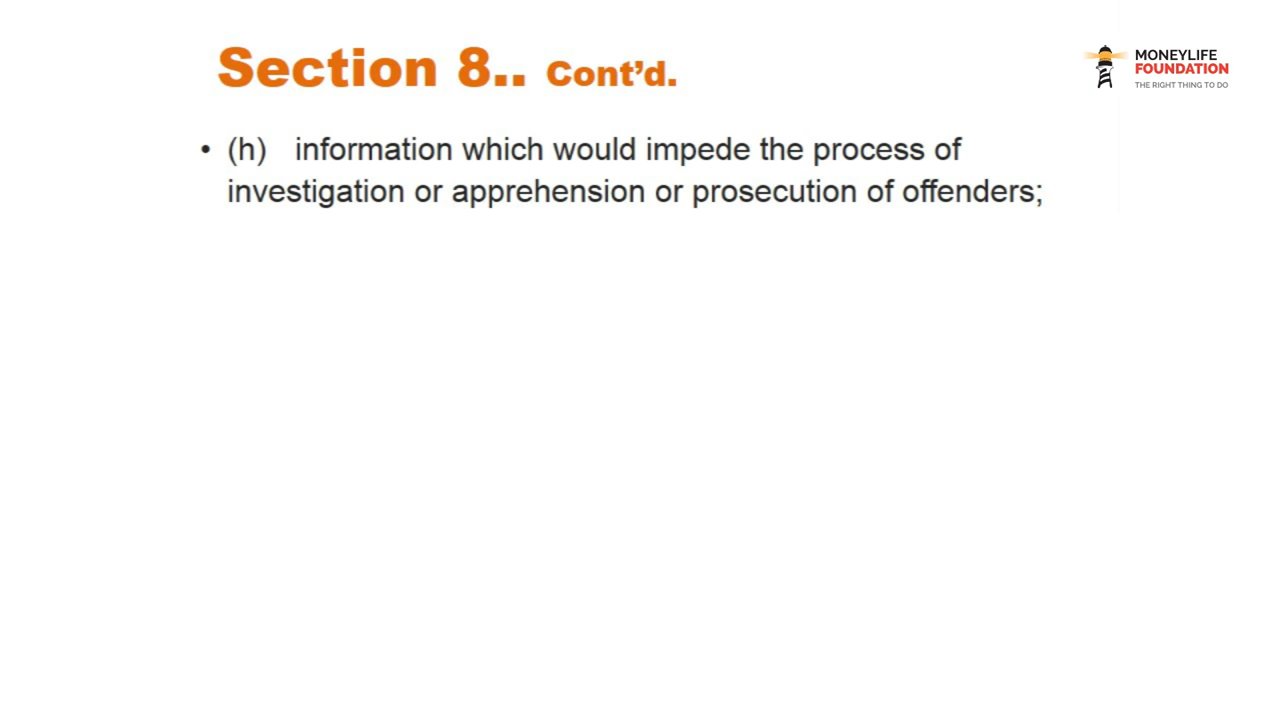 Section 8.. Cont’d.
MONEYLIFE
FOUNDATION
THE RIGHT THING TO DO
• (h) information which would impede the process of
investigation or apprehension or prosecution of offenders;